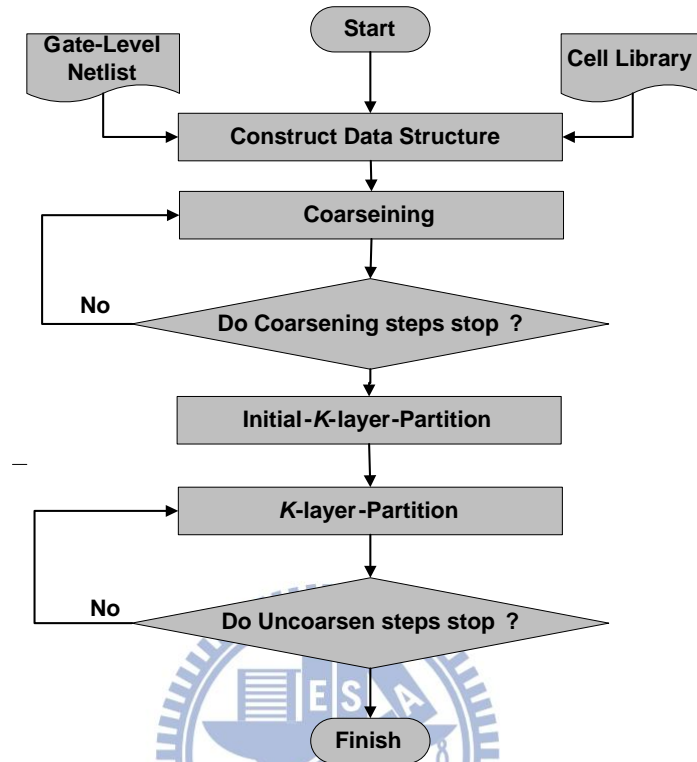 Start
Gate-Level
Netlist
Cell Library
Construct Data Structure
Coarseining
No
Do Coarsening steps stop ?
Initial-K-layer-Partition
K-layer-Partition
No
Do Uncoarsen steps stop ?
E S A
Finish
8